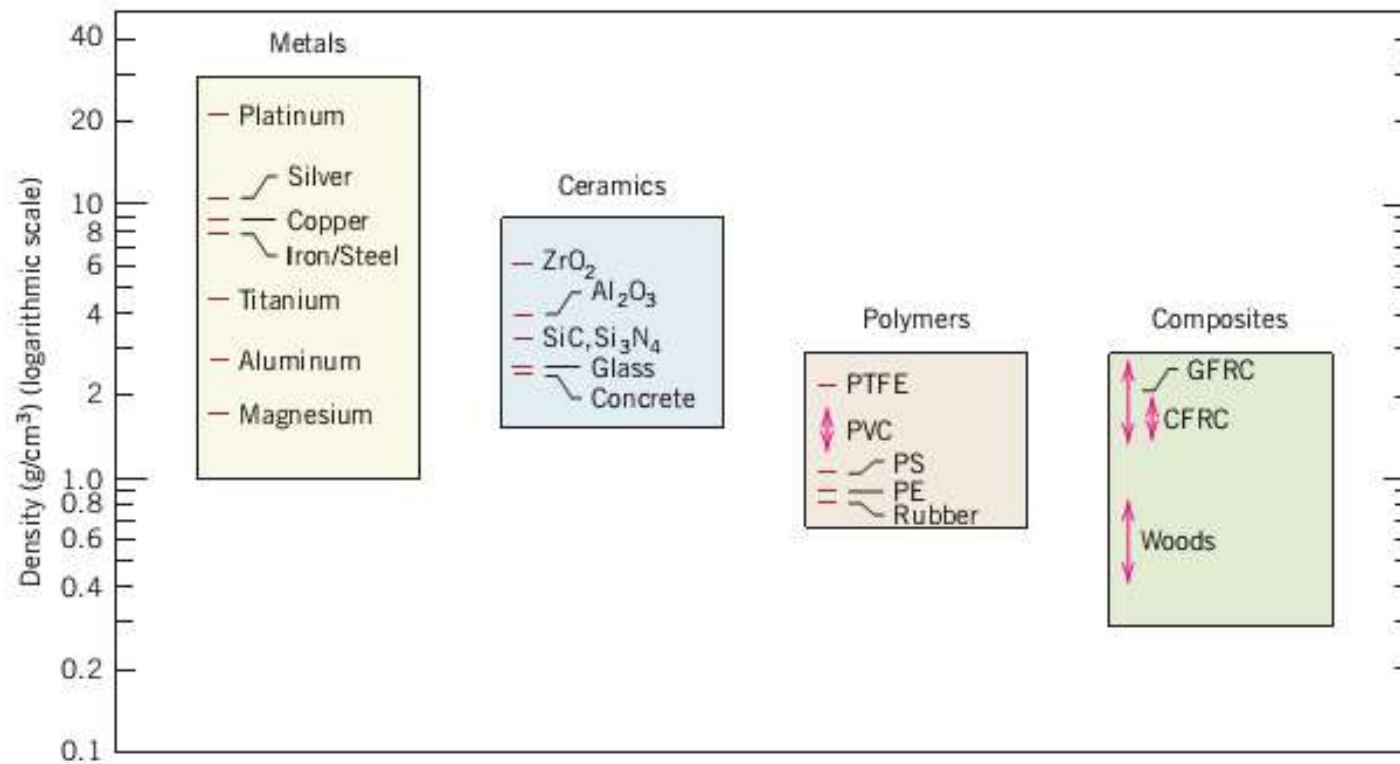 Density (g/cm³) (logarithmic scale)
40
20
10
8
6
4
2
1.0
0.8
0.6
0.4
0.2
0.1
Metals
Platinum
Silver
Copper
Iron/Steel
Titanium
Aluminum
Magnesium
Ceramics
ZrO₂
Al₂O₃
SiC,Si₃N₄
Glass
Concrete
Polymers
PTFE
PVC
PS
PE
Rubber
Composites
GFRC
CFRC
Woods